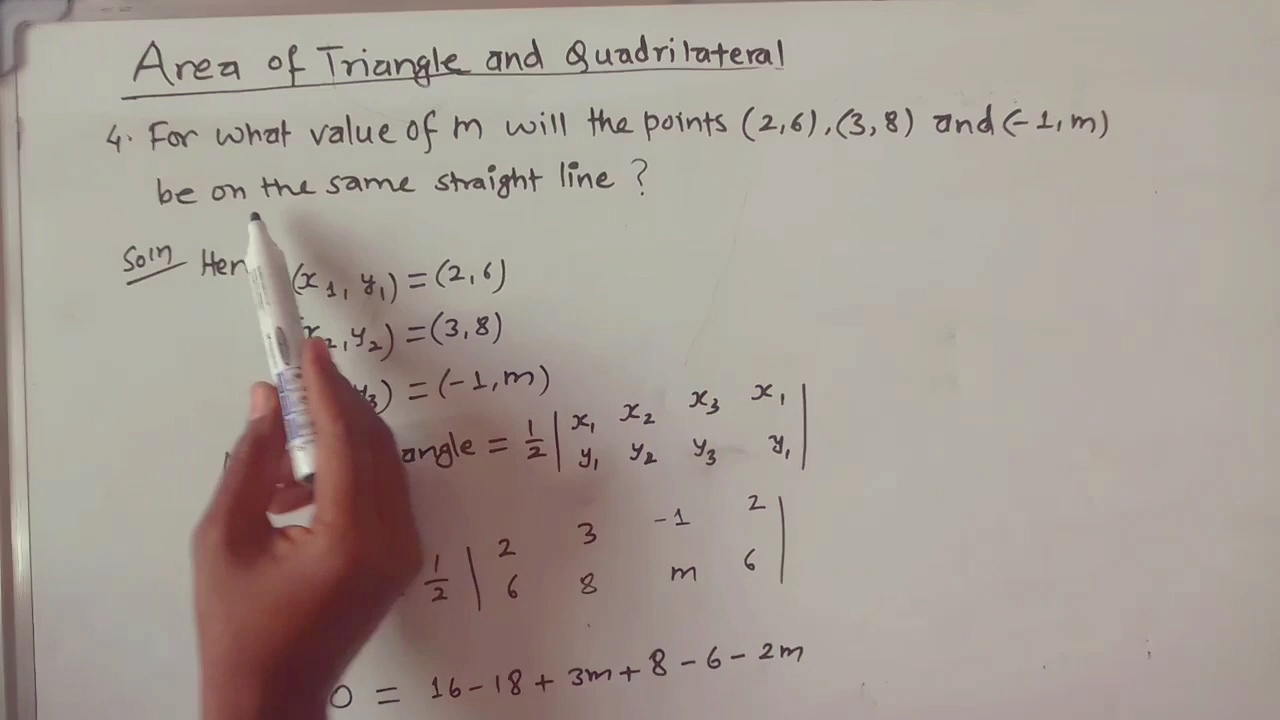 Area of Triangle and Quadrilateral
4. For what value of m will the points (2,6), (3, 8) and (-1, m)
be on the same straight line ?
Soln Her (x₁, y₁) = (2, 6)
x₂, y₂) = (3, 8)
y₃) = (-1, m)
angle = 1/2 | x₁ x₂ x₃ x₁ |
y₁ y₂ y₃ y₁
1/2 | 2 3 -1 2 |
6 8 m 6
0 = 16 - 18 + 3m + 8 - 6 - 2m